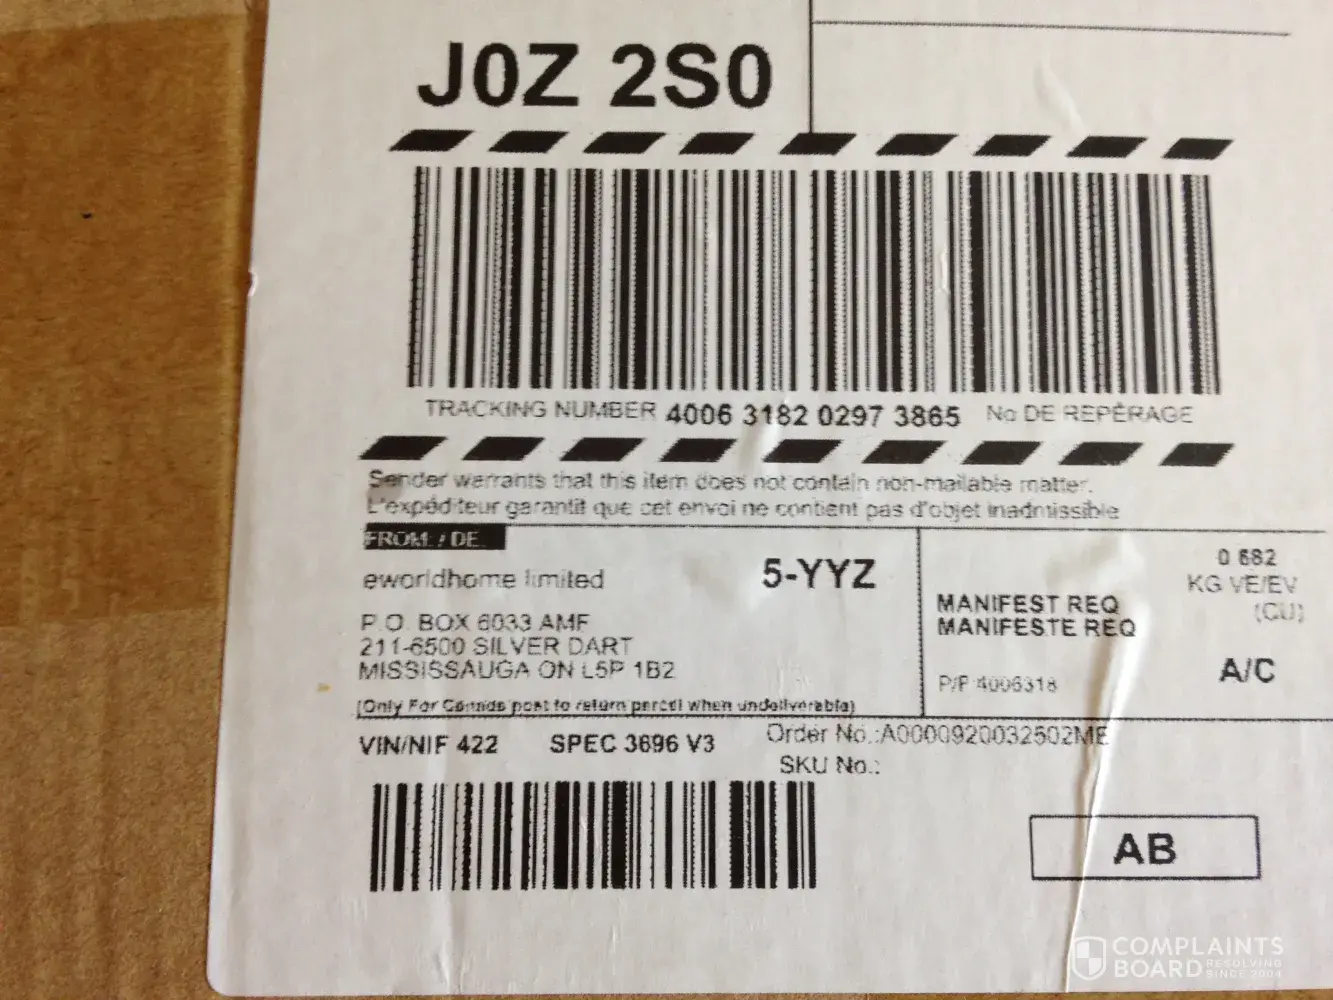 J0Z 2S0
TRACKING NUMBER 4006 3182 0297 3865 No DE REPÉRAGE
Sender warrants that this item does not contain non-mailable matter.
L'expéditeur garantit que cet envoi ne contient pas d'objet inadmissible
FROM: / DE:
eworldhome limited
5-YYZ
P.O. BOX 6033 AMF
211-6500 SILVER DART
MISSISSAUGA ON L5P 1B2
(Only For Canada post to return parcel when undeliverable)
MANIFEST REQ
MANIFESTE REQ
P/P 4006318
0.682
KG VE/EV
(CU)
A/C
VIN/NIF 422 SPEC 3696 V3
Order No.:A0000920032502ME
SKU No.:
AB
COMPLAINTS
BOARD RESOLVING
SINCE 2004